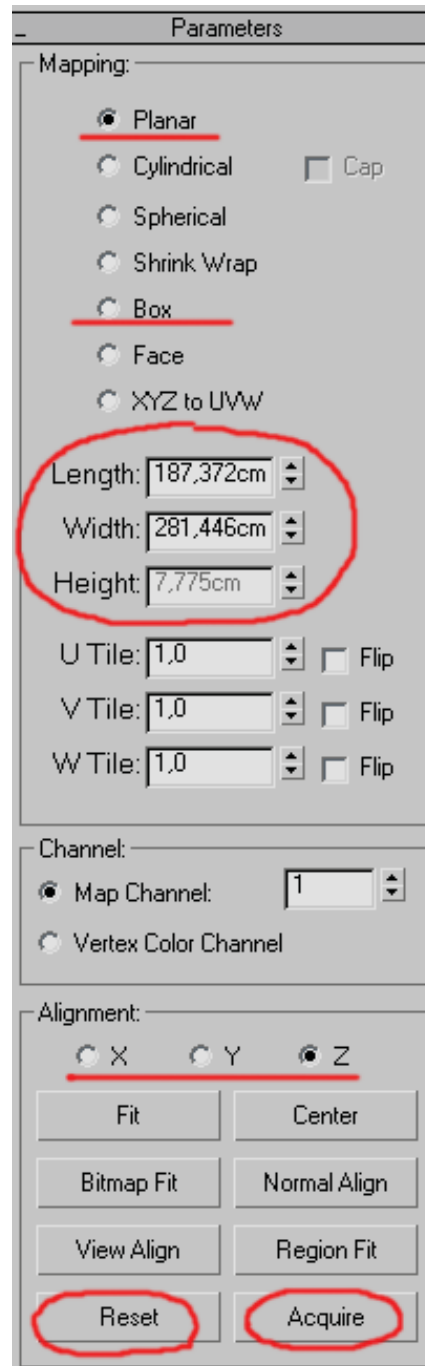 Parameters
Mapping:
Planar
Cylindrical Cap
Spherical
Shrink Wrap
Box
Face
XYZ to UVW
Length: 187,372cm
Width: 281,446cm
Height: 7,775cm
U Tile: 1,0 Flip
V Tile: 1,0 Flip
W Tile: 1,0 Flip
Channel:
Map Channel: 1
Vertex Color Channel
Alignment:
X Y Z
Fit Center
Bitmap Fit Normal Align
View Align Region Fit
Reset Acquire